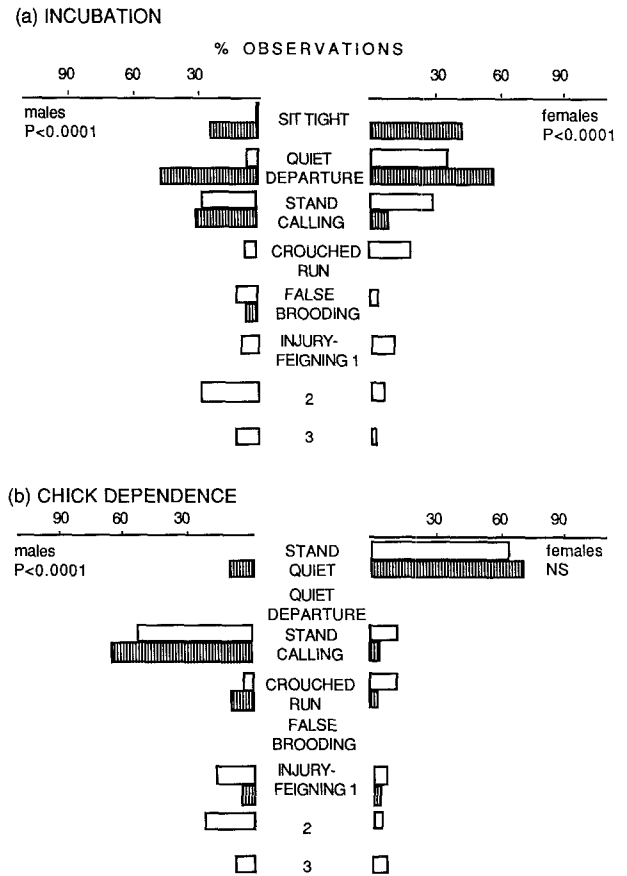 (a) INCUBATION
% OBSERVATIONS
90 60 30 30 60 90
males
P<0.0001
SIT TIGHT
females
P<0.0001
QUIET
DEPARTURE
STAND
CALLING
CROUCHED
RUN
FALSE
BROODING
INJURY-
FEIGNING 1
2
3
(b) CHICK DEPENDENCE
90 60 30 30 60 90
males
P<0.0001
STAND
QUIET
females
NS
QUIET
DEPARTURE
STAND
CALLING
CROUCHED
RUN
FALSE
BROODING
INJURY-
FEIGNING 1
2
3